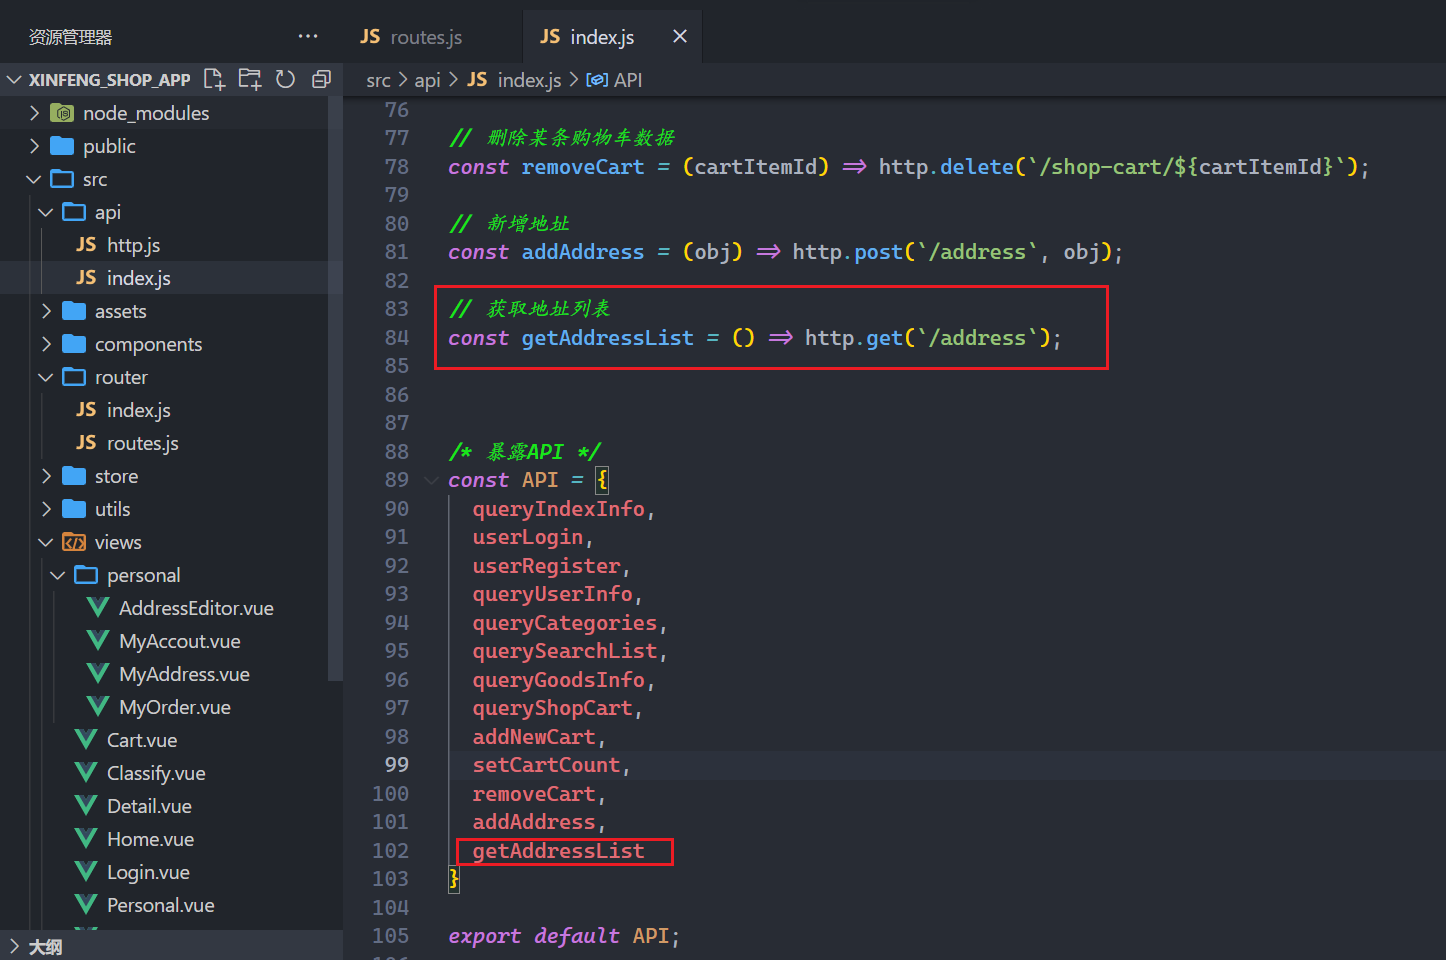 资源管理器 ···
JS routes.js
JS index.js ×
XINFENG_SHOP_APP
src > api > JS index.js > API
node_modules
public
src
api
JS http.js
JS index.js
assets
components
router
JS index.js
JS routes.js
store
utils
views
personal
AddressEditor.vue
MyAccout.vue
MyAddress.vue
MyOrder.vue
Cart.vue
Classify.vue
Detail.vue
Home.vue
Login.vue
Personal.vue
大纲
76
77 // 删除某条购物车数据
78 const removeCart = (cartItemId) => http.delete(`/shop-cart/${cartItemId}`);
79
80 // 新增地址
81 const addAddress = (obj) => http.post(`/address`, obj);
82
83 // 获取地址列表
84 const getAddressList = () => http.get(`/address`);
85
86
87
88 /* 暴露API */
89 const API = {
90 queryIndexInfo,
91 userLogin,
92 userRegister,
93 queryUserInfo,
94 queryCategories,
95 querySearchList,
96 queryGoodsInfo,
97 queryShopCart,
98 addNewCart,
99 setCartCount,
100 removeCart,
101 addAddress,
102 getAddressList
103 }
104
105 export default API;